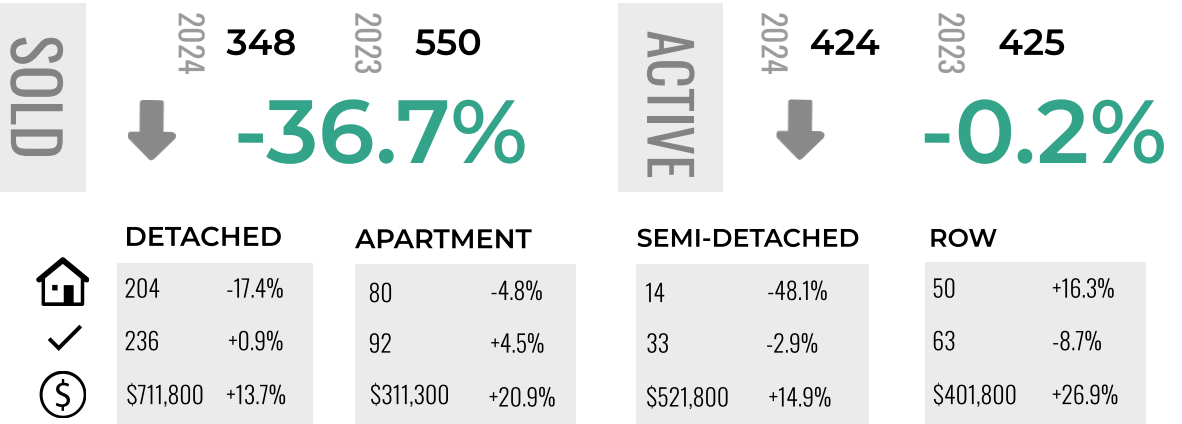 SOLD
2024 348 2023 550
-36.7%
ACTIVE
2024 424 2023 425
-0.2%
DETACHED APARTMENT SEMI-DETACHED ROW
204 -17.4% 80 -4.8% 14 -48.1% 50 +16.3%
236 +0.9% 92 +4.5% 33 -2.9% 63 -8.7%
$ $711,800 +13.7% $311,300 +20.9% $521,800 +14.9% $401,800 +26.9%